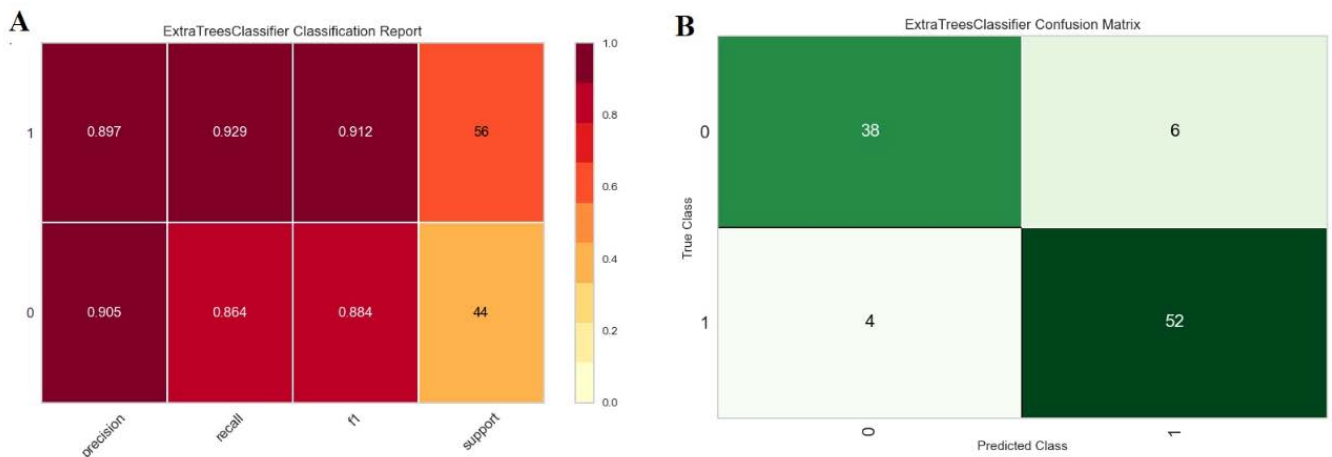 A
ExtraTreesClassifier Classification Report
1
0.897
0.929
0.912
56
0
0.905
0.864
0.884
44
precision
recall
f1
support
1.0
0.8
0.6
0.4
0.2
0.0
B
ExtraTreesClassifier Confusion Matrix
True Class
0
38
6
1
4
52
0
1
Predicted Class